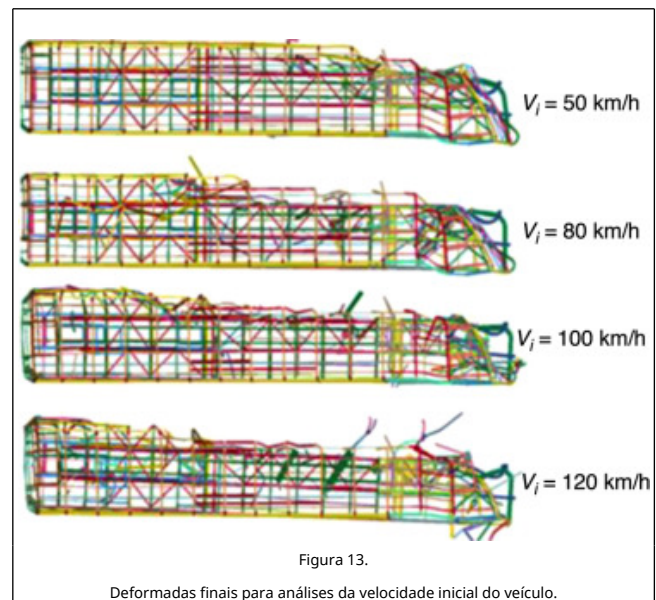 V_i = 50 km/h
V_i = 80 km/h
V_i = 100 km/h
V_i = 120 km/h
Figura 13.
Deformadas finais para análises da velocidade inicial do veículo.